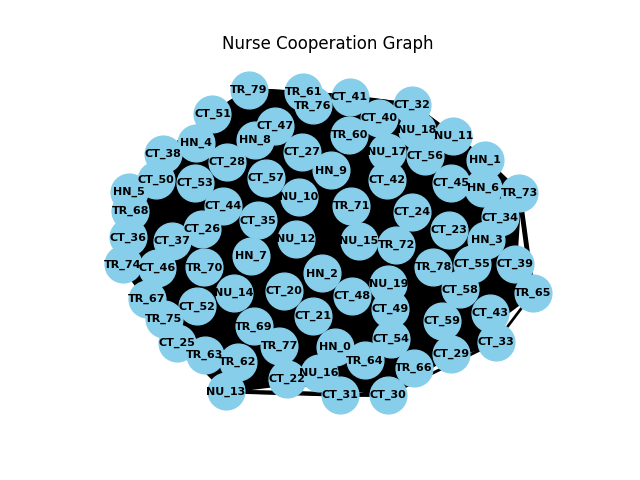 Nurse Cooperation Graph
TR_79
TR_61
CT_41
CT_32
TR_76
CT_51
CT_40
CT_47
NU_18
TR_60
NU_11
HN_8
HN_4
CT_38
CT_27
NU_17
CT_56
HN_1
CT_28
HN_9
CT_50
CT_53
CT_57
CT_42
CT_45
HN_6
TR_73
HN_5
NU_10
TR_68
CT_44
TR_71
CT_24
CT_34
CT_35
CT_26
CT_23
CT_36
CT_37
NU_12
NU_15
TR_72
HN_3
HN_7
TR_74
CT_46
TR_70
HN_2
TR_78
CT_55
CT_39
NU_19
CT_58
TR_65
TR_67
NU_14
CT_20
CT_48
CT_52
CT_49
CT_43
TR_75
CT_21
CT_59
TR_69
CT_54
CT_33
CT_25
TR_77
HN_0
TR_63
TR_62
TR_64
CT_29
TR_66
CT_22
NU_16
NU_13
CT_31
CT_30